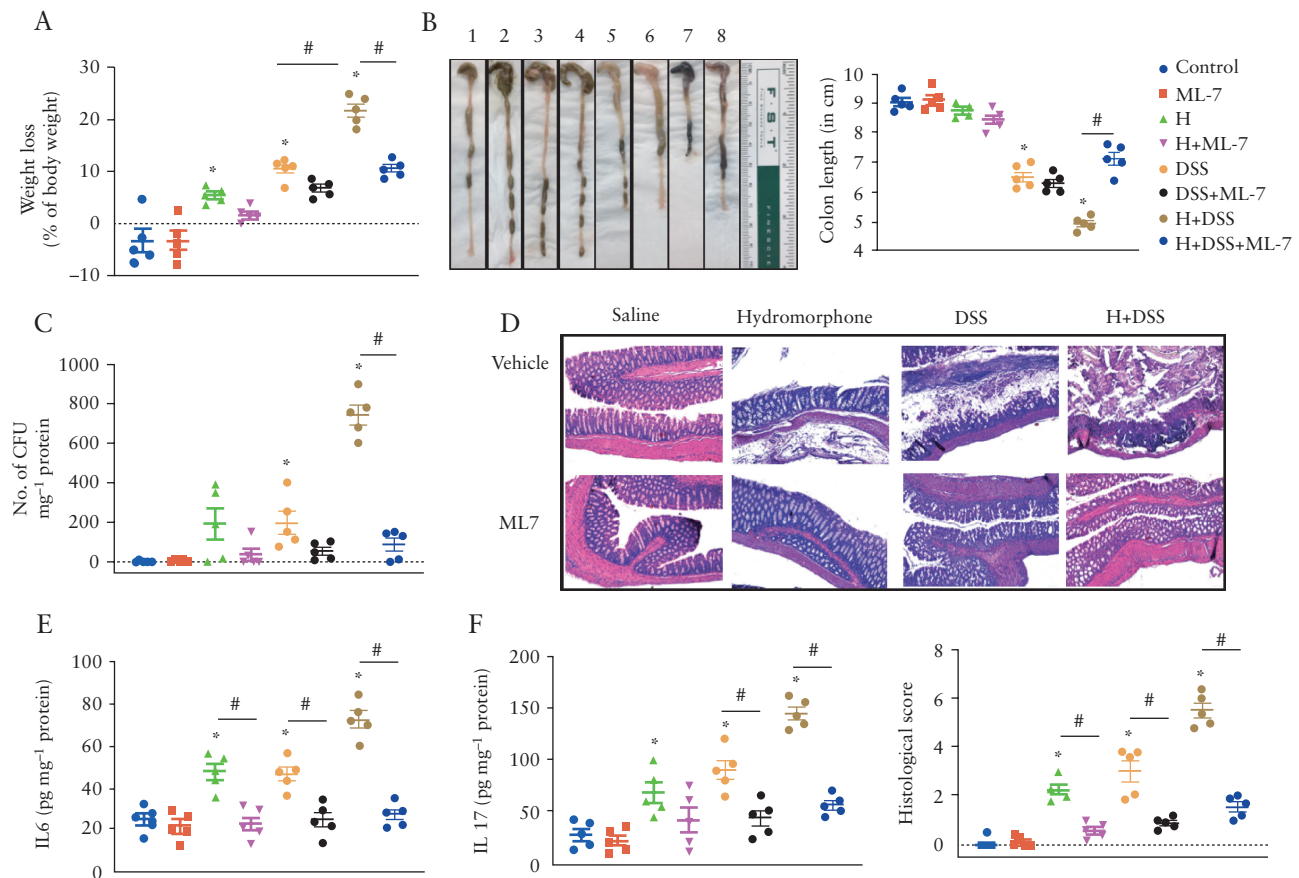 A
Weight loss
(% of body weight)
30
20
10
0
−10
*
*
*
#
#
B
1 2 3 4 5 6 7 8
F·S·T
Colon length (in cm)
10
9
8
7
6
5
4
*
*
#
Control
ML-7
H
H+ML-7
DSS
DSS+ML-7
H+DSS
H+DSS+ML-7
C
No. of CFU
mg⁻¹ protein
1000
800
600
400
200
0
*
*
#
D
Saline Hydromorphone DSS H+DSS
Vehicle
ML7
E
IL6 (pg mg⁻¹ protein)
100
80
60
40
20
0
*
#
*
#
*
#
F
IL 17 (pg mg⁻¹ protein)
200
150
100
50
0
*
*
#
*
#
Histological score
8
6
4
2
0
*
#
*
#
*
#